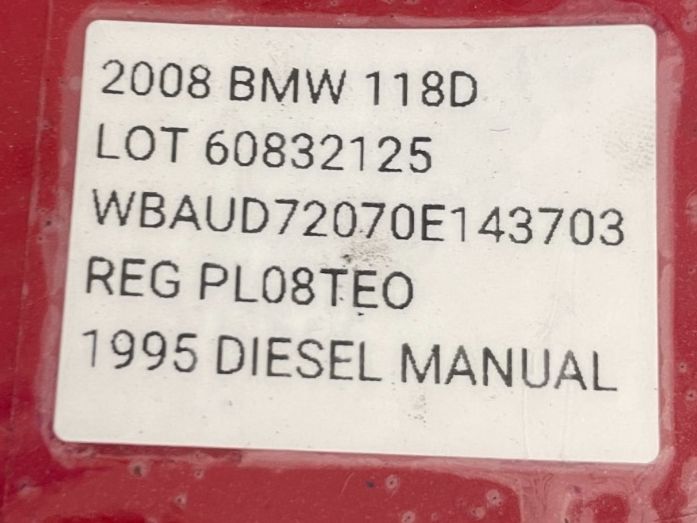 2008 BMW 118D
LOT 60832125
WBAUD72070E143703
REG PL08TEO
1995 DIESEL MANUAL